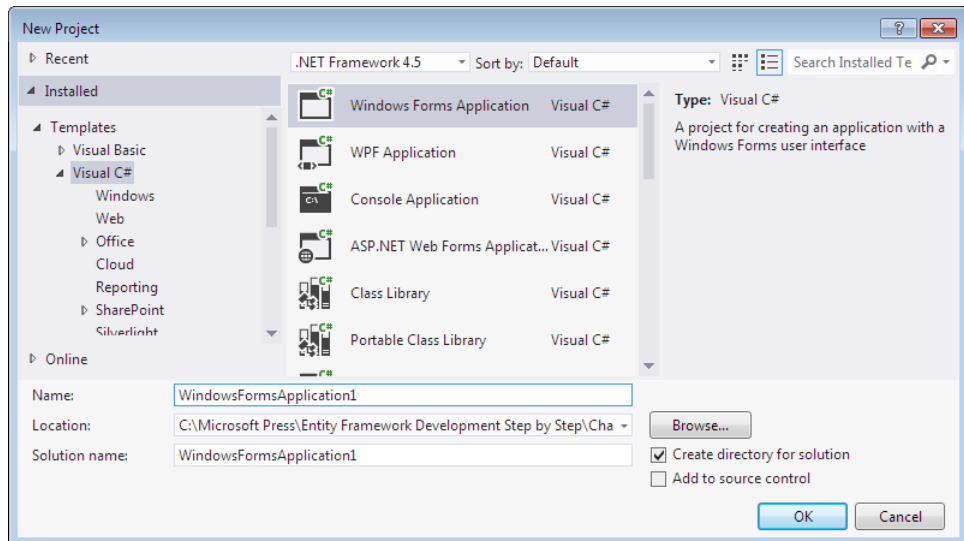 New Project
Recent
.NET Framework 4.5
Sort by: Default
Search Installed Te
Installed
Templates
Visual Basic
Visual C#
Windows
Web
Office
Cloud
Reporting
SharePoint
Silverlight
Online
C#
Windows Forms Application Visual C#
C#
WPF Application Visual C#
C#
C:\
Console Application Visual C#
C#
ASP.NET Web Forms Applicat... Visual C#
C#
Class Library Visual C#
C#
Portable Class Library Visual C#
C#
Type: Visual C#
A project for creating an application with a
Windows Forms user interface
Name: WindowsFormsApplication1
Location: C:\Microsoft Press\Entity Framework Development Step by Step\Cha
Browse...
Solution name: WindowsFormsApplication1
Create directory for solution
Add to source control
OK Cancel